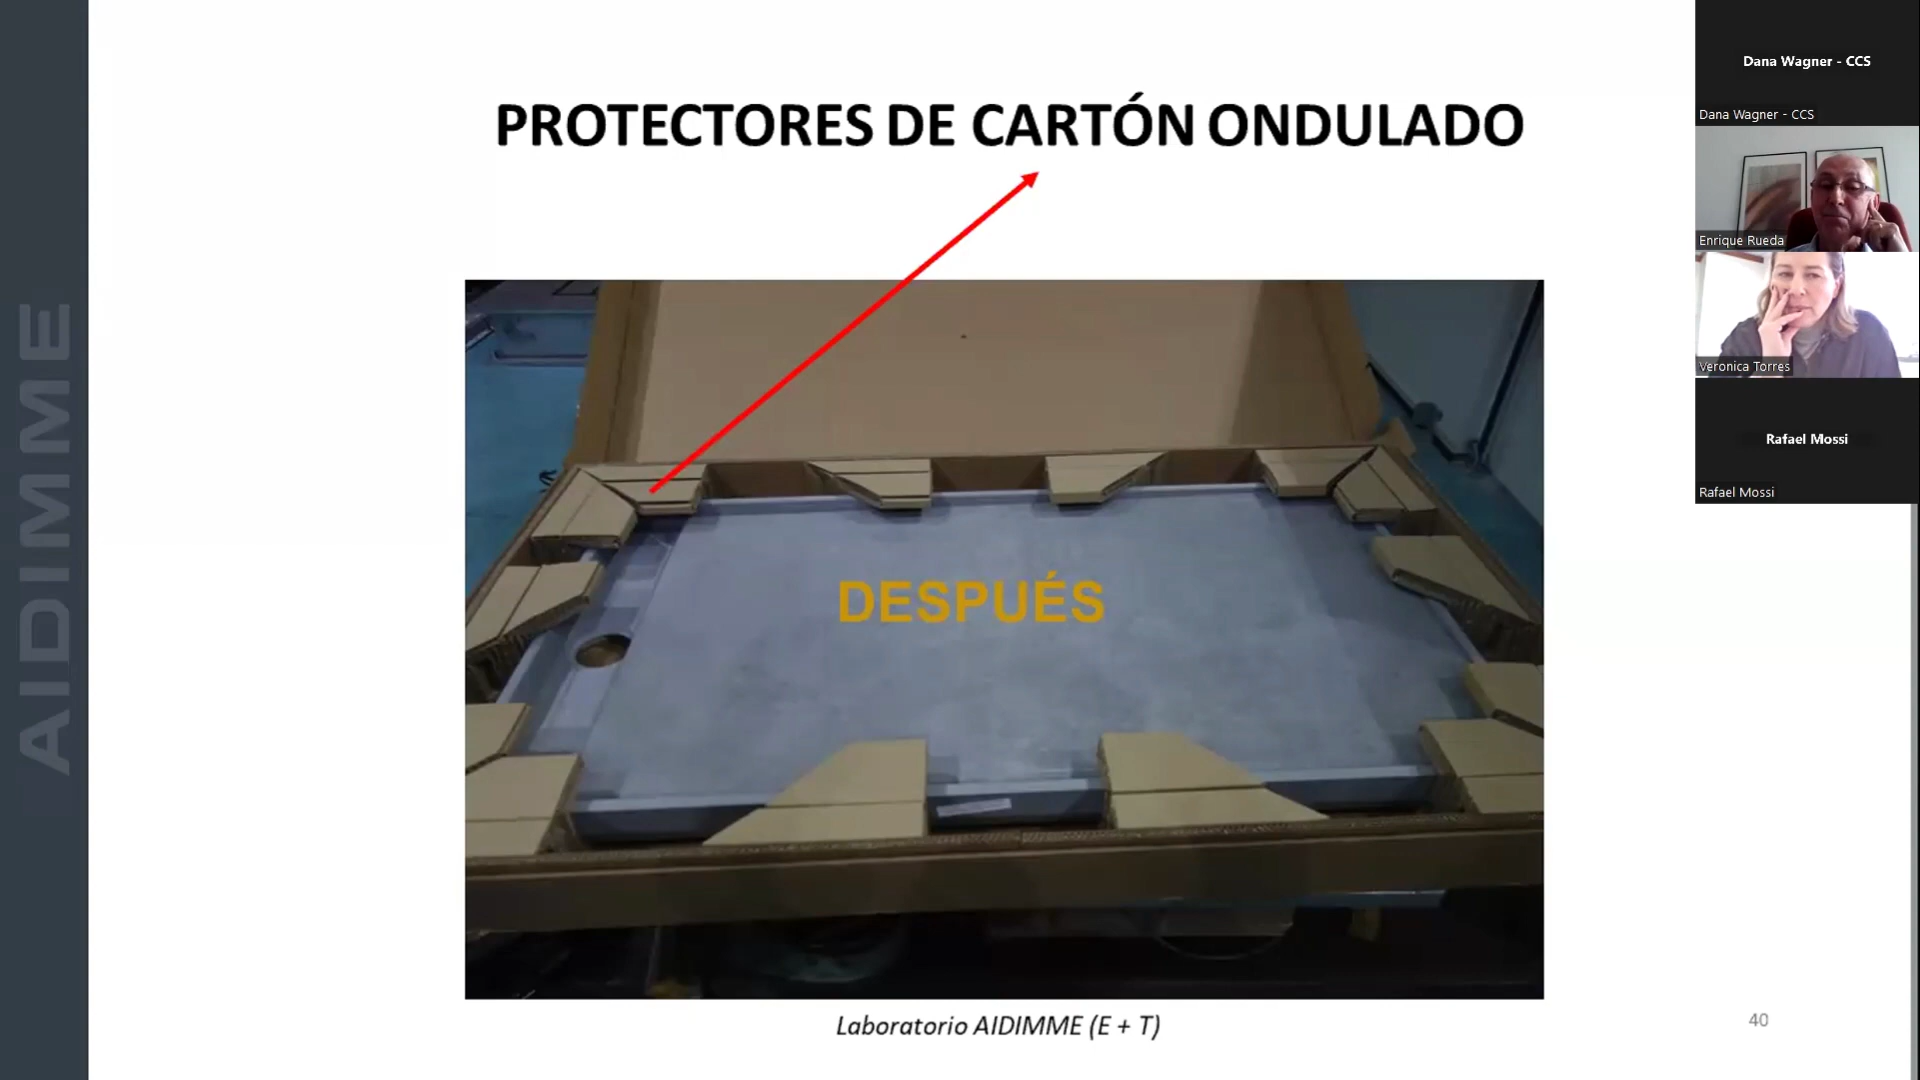 AIDIMME
PROTECTORES DE CARTÓN ONDULADO
DESPUÉS
Laboratorio AIDIMME (E + T)
40
Dana Wagner - CCS
Dana Wagner - CCS
Enrique Rueda
Veronica Torres
Rafael Mossi
Rafael Mossi